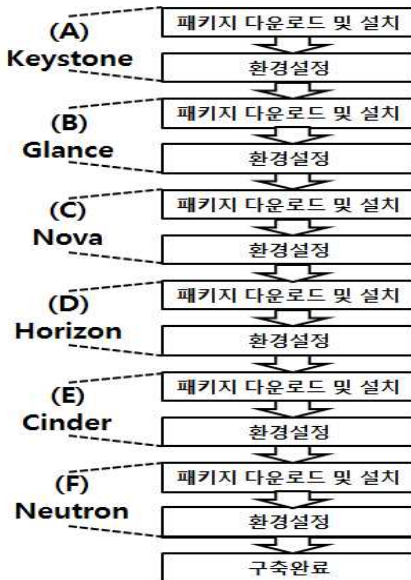 (A)
Keystone
패키지 다운로드 및 설치
환경설정
(B)
Glance
패키지 다운로드 및 설치
환경설정
(C)
Nova
패키지 다운로드 및 설치
환경설정
(D)
Horizon
패키지 다운로드 및 설치
환경설정
(E)
Cinder
패키지 다운로드 및 설치
환경설정
(F)
Neutron
패키지 다운로드 및 설치
환경설정
구축완료